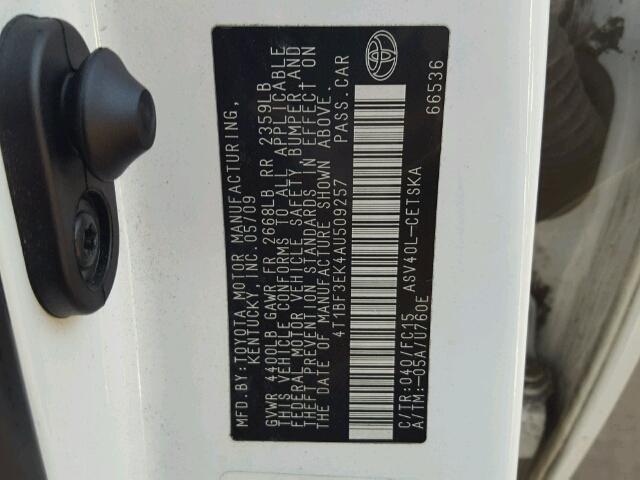 MFD.BY:TOYOTA MOTOR MANUFACTURING,
KENTUCKY, INC. 05/09
GVWR 4400LB GAWR FR 2668LB RR 2359LB
THIS VEHICLE CONFORMS TO ALL APPLICABLE
FEDERAL MOTOR VEHICLE SAFETY, BUMPER, AND
THEFT PREVENTION STANDARDS IN EFFECT ON
THE DATE OF MANUFACTURE SHOWN ABOVE.
4T1BF3EK4AU509257 PASS.CAR
C/TR:040/FC15 ASV40L-CETSKA
A/TM:-05A/U760E 66536